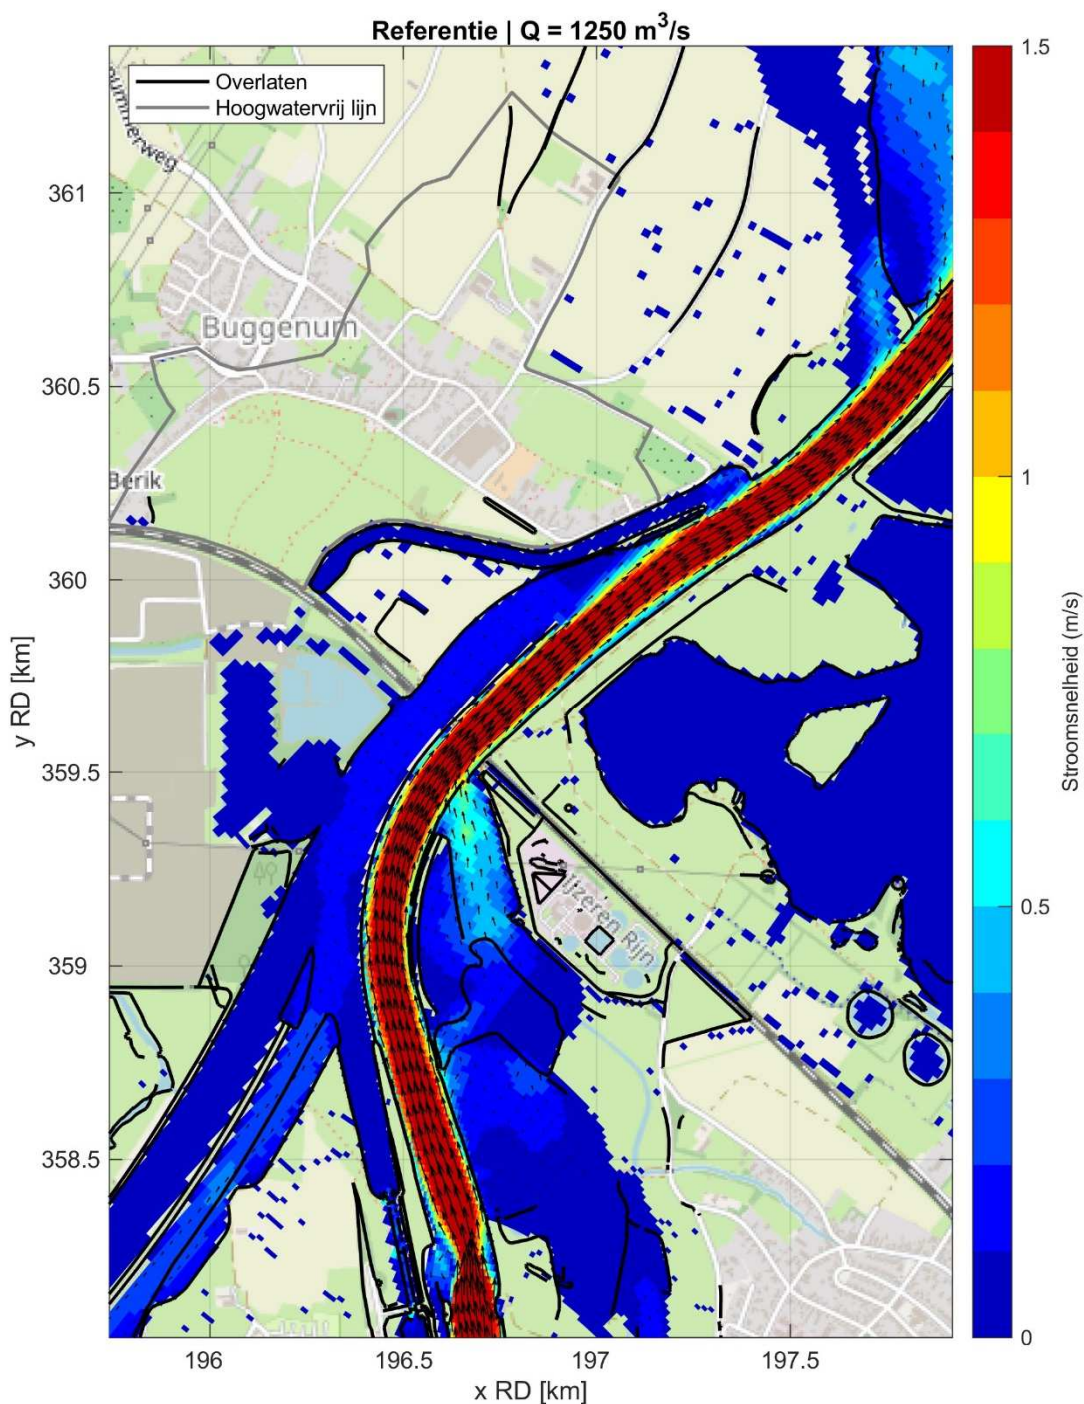 Referentie | Q = 1250 m³/s
Overlaten
Hoogwatervrij lijn
Buggenum
Berik
IJzeren Rijn
361
360.5
360
359.5
359
358.5
y RD [km]
196
196.5
197
197.5
x RD [km]
1.5
1
0.5
0
Stroomsnelheid (m/s)